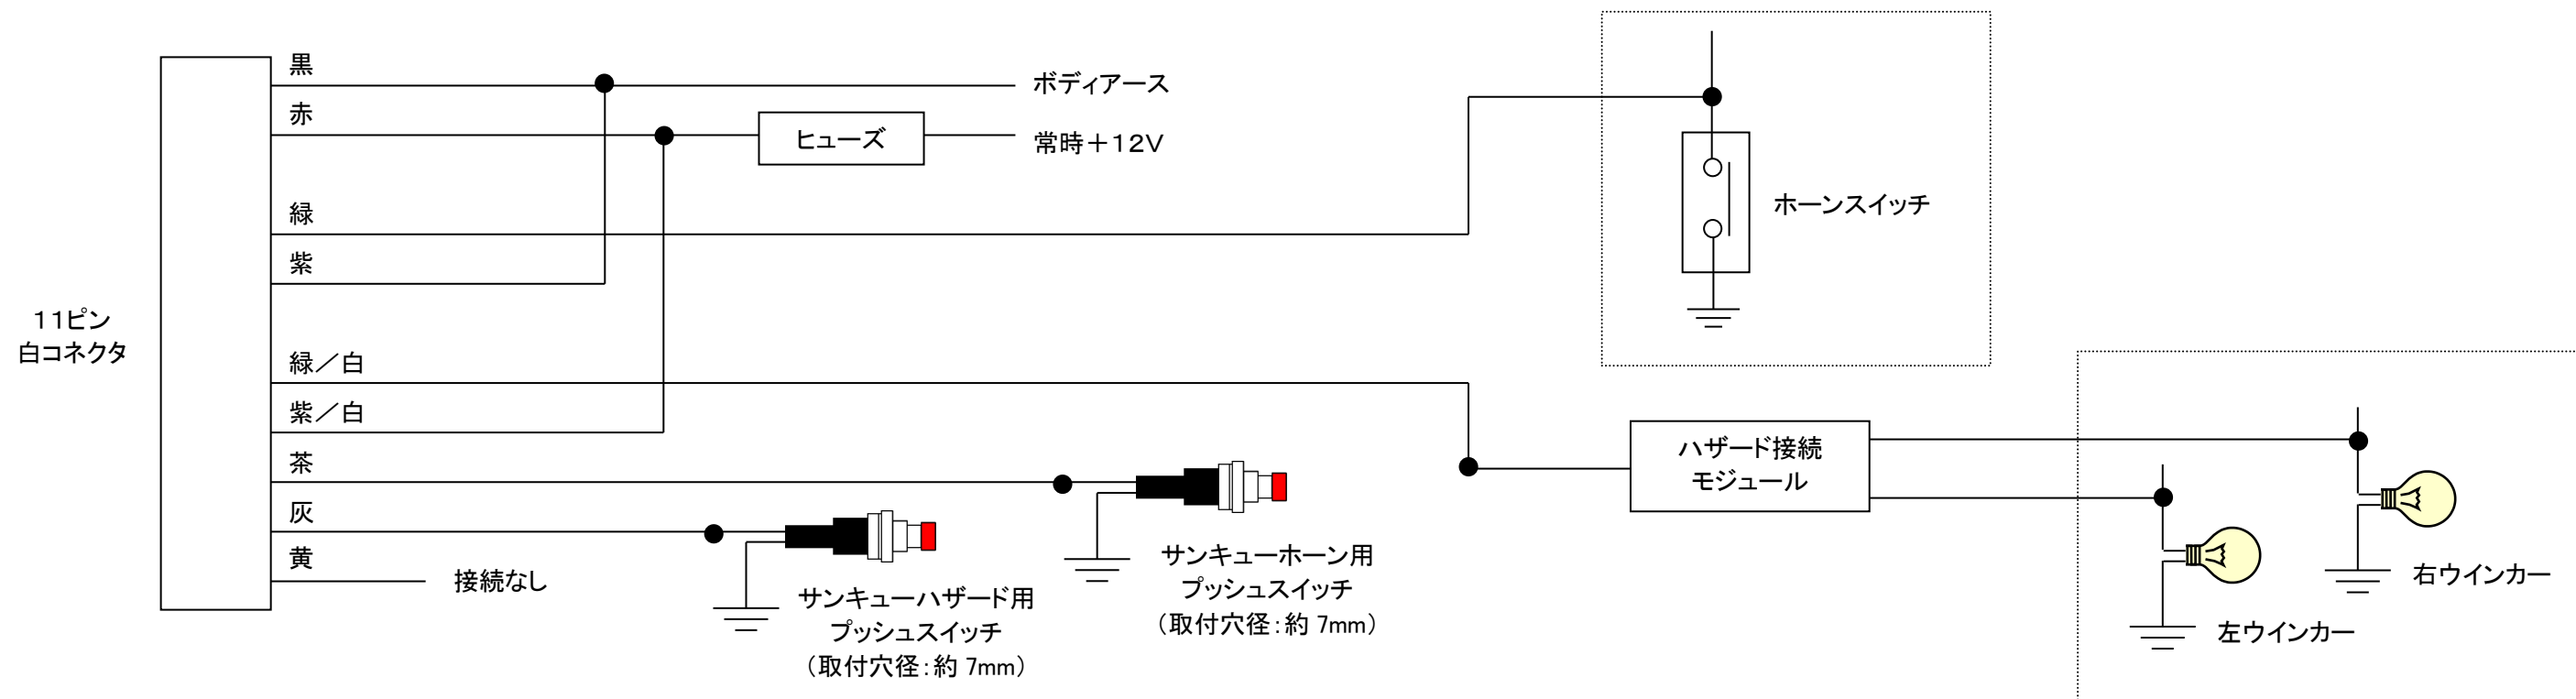 黒
ボディアース
赤
ヒューズ
常時＋１２Ｖ
緑
ホーンスイッチ
紫
１１ピン
白コネクタ
緑／白
紫／白
ハザード接続
モジュール
茶
灰
サンキューホーン用
プッシュスイッチ
（取付穴径：約 7mm）
黄
接続なし
サンキューハザード用
プッシュスイッチ
（取付穴径：約 7mm）
右ウインカー
左ウインカー